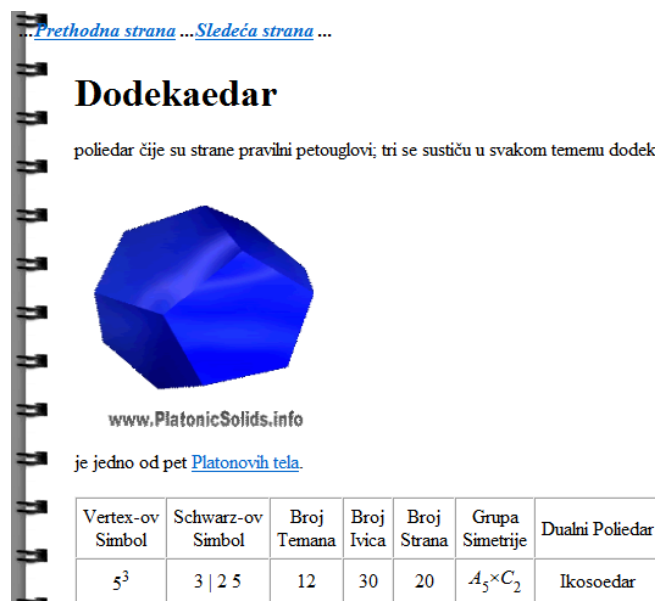 ...Prethodna strana ...Sledeća strana ...
Dodekaedar
poliedar čije su strane pravilni petouglovi; tri se sustiču u svakom temenu dodek
www.PlatonicSolids.info
je jedno od pet Platonovih tela.
Vertex-ov Simbol Schwarz-ov Simbol Broj Temana Broj Ivica Broj Strana Grupa Simetrije Dualni Poliedar
5³ 3 | 2 5 12 30 20 A₅×C₂ Ikosoedar